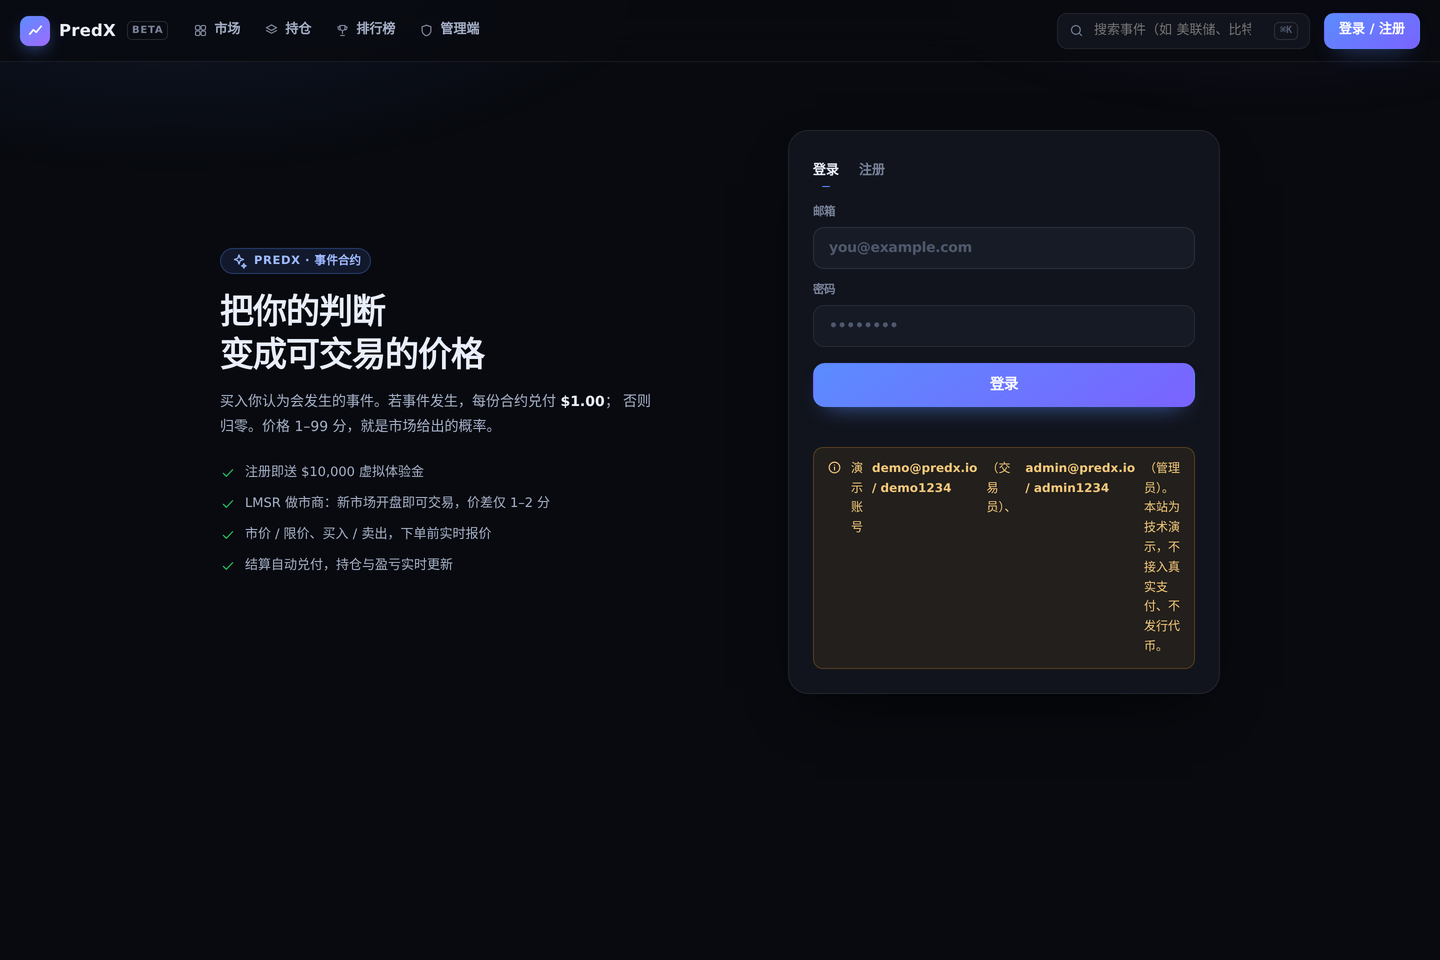 PredX BETA 市场 持仓 排行榜 管理端 搜索事件（如 美联储、比特 ⌘K 登录 / 注册
PREDX · 事件合约
把你的判断
变成可交易的价格
买入你认为会发生的事件。若事件发生，每份合约兑付 $1.00； 否则
归零。价格 1–99 分，就是市场给出的概率。
注册即送 $10,000 虚拟体验金
LMSR 做市商：新市场开盘即可交易，价差仅 1–2 分
市价 / 限价、买入 / 卖出，下单前实时报价
结算自动兑付，持仓与盈亏实时更新
登录 注册
邮箱
you@example.com
密码
••••••••
登录
演
示
账
号
demo@predx.io
/ demo1234
（交
易
员）、
admin@predx.io
/ admin1234
（管理
员）。
本站为
技术演
示，不
接入真
实支
付、不
发行代
币。